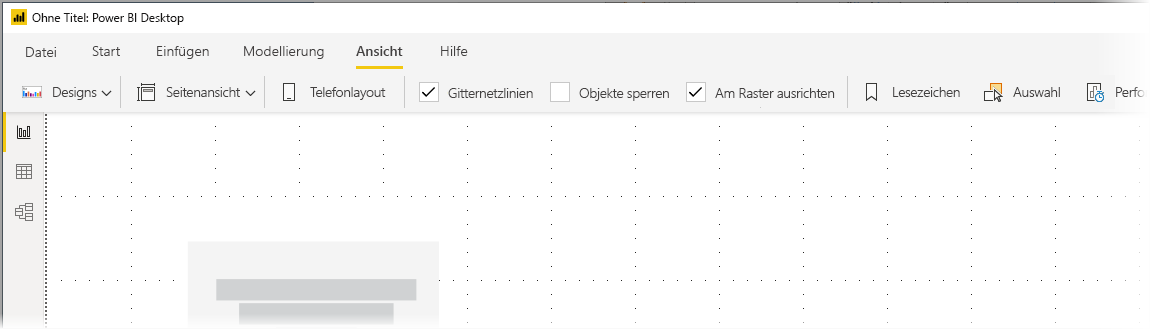 Ohne Titel: Power BI Desktop
Datei Start Einfügen Modellierung Ansicht Hilfe
Designs Seitenansicht Telefonlayout Gitternetzlinien Objekte sperren Am Raster ausrichten Lesezeichen Auswahl Perfo